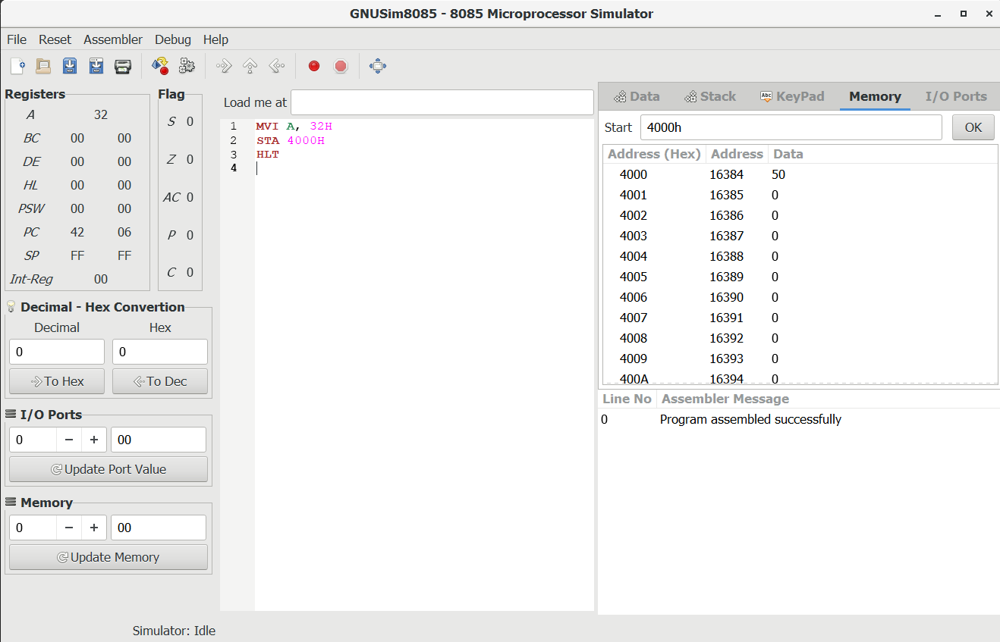 GNUSim8085 - 8085 Microprocessor Simulator
File Reset Assembler Debug Help
Registers
A 32
BC 00 00
DE 00 00
HL 00 00
PSW 00 00
PC 42 06
SP FF FF
Int-Reg 00
Flag
S 0
Z 0
AC 0
P 0
C 0
Decimal - Hex Convertion
Decimal Hex
0 0
To Hex To Dec
I/O Ports
0 − + 00
Update Port Value
Memory
0 − + 00
Update Memory
Load me at
1 MVI A, 32H
2 STA 4000H
3 HLT
4
Data Stack Abc KeyPad Memory I/O Ports
Start 4000h OK
Address (Hex) Address Data
4000 16384 50
4001 16385 0
4002 16386 0
4003 16387 0
4004 16388 0
4005 16389 0
4006 16390 0
4007 16391 0
4008 16392 0
4009 16393 0
400A 16394 0
Line No Assembler Message
0 Program assembled successfully
Simulator: Idle